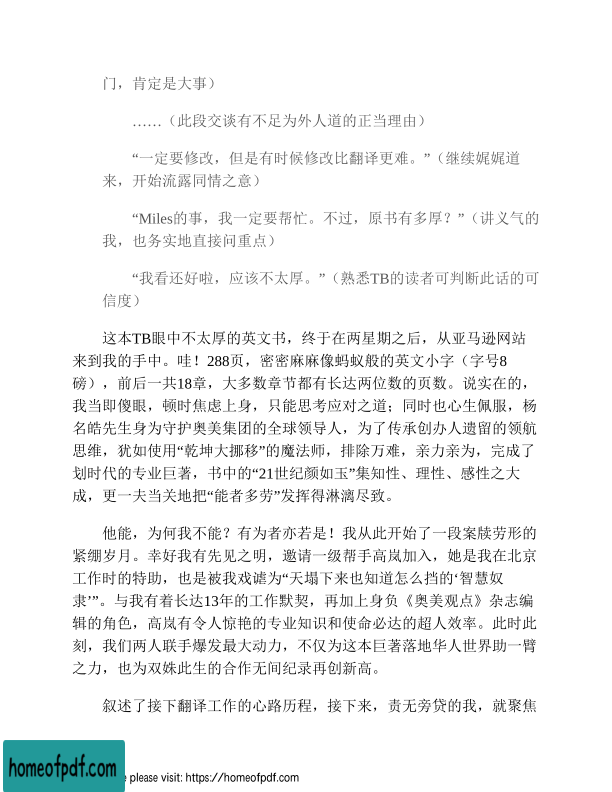 门，肯定是大事）
……（此段交谈有不足为外人道的正当理由）
“一定要修改，但是有时候修改比翻译更难。”（继续娓娓道
来，开始流露同情之意）
“Miles的事，我一定要帮忙。不过，原书有多厚？”（讲义气的
我，也务实地直接问重点）
“我看还好啦，应该不太厚。”（熟悉TB的读者可判断此话的可
信度）
这本TB眼中不太厚的英文书，终于在两星期之后，从亚马逊网站
来到我的手中。哇！288页，密密麻麻像蚂蚁般的英文小字（字号8
磅），前后一共18章，大多数章节都有长达两位数的页数。说实在的，
我当即傻眼，顿时焦虑上身，只能思考应对之道；同时也心生佩服，杨
名皓先生身为守护奥美集团的全球领导人，为了传承创办人遗留的领航
思维，犹如使用“乾坤大挪移”的魔法师，排除万难，亲力亲为，完成了
划时代的专业巨著，书中的“21世纪颜如玉”集知性、理性、感性之大
成，更一夫当关地把“能者多劳”发挥得淋漓尽致。
他能，为何我不能？有为者亦若是！我从此开始了一段案牍劳形的
紧绷岁月。幸好我有先见之明，邀请一级帮手高岚加入，她是我在北京
工作时的特助，也是被我戏谑为“天塌下来也知道怎么挡的‘智慧奴
隶’”。与我有着长达13年的工作默契，再加上身负《奥美观点》杂志编
辑的角色，高岚有令人惊艳的专业知识和使命必达的超人效率。此时此
刻，我们两人联手爆发最大动力，不仅为这本巨著落地华人世界助一臂
之力，也为双姝此生的合作无间纪录再创新高。
叙述了接下翻译工作的心路历程，接下来，责无旁贷的我，就聚焦
homeofpdf.com
e please visit: https://homeofpdf.com